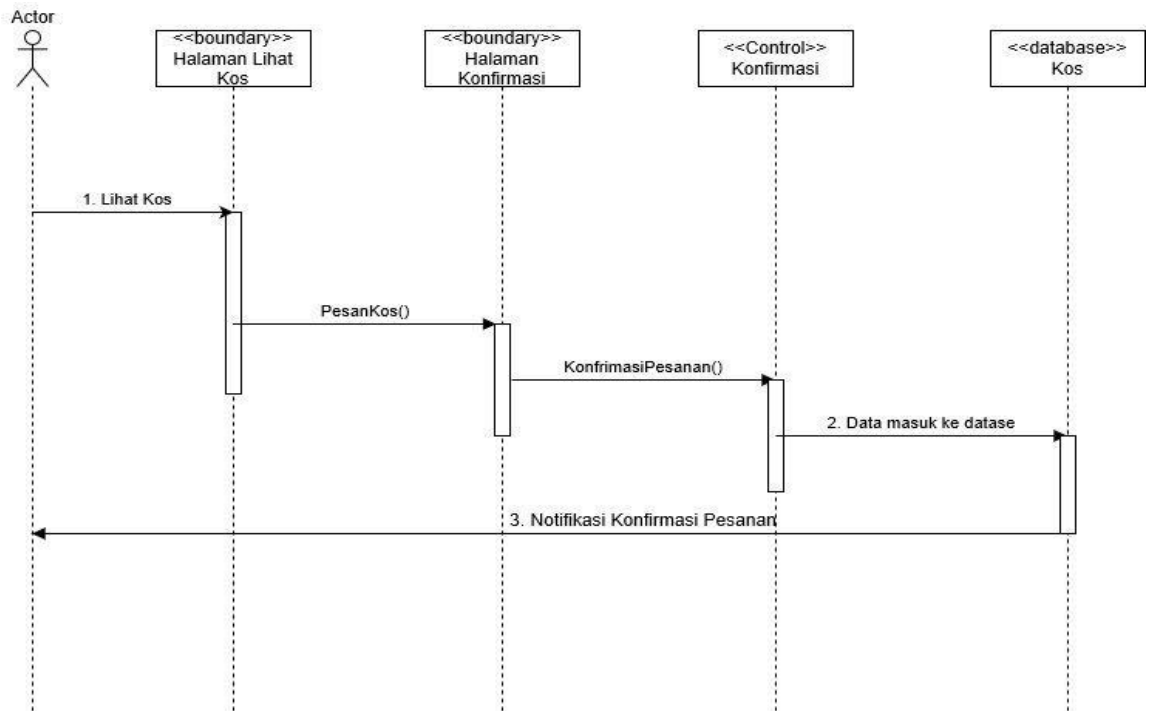 Actor
<<boundary>>
Halaman Lihat
Kos
<<boundary>>
Halaman
Konfirmasi
<<Control>>
Konfirmasi
<<database>>
Kos
1. Lihat Kos
PesanKos()
KonfrimasiPesanan()
2. Data masuk ke datase
3. Notifikasi Konfirmasi Pesanan